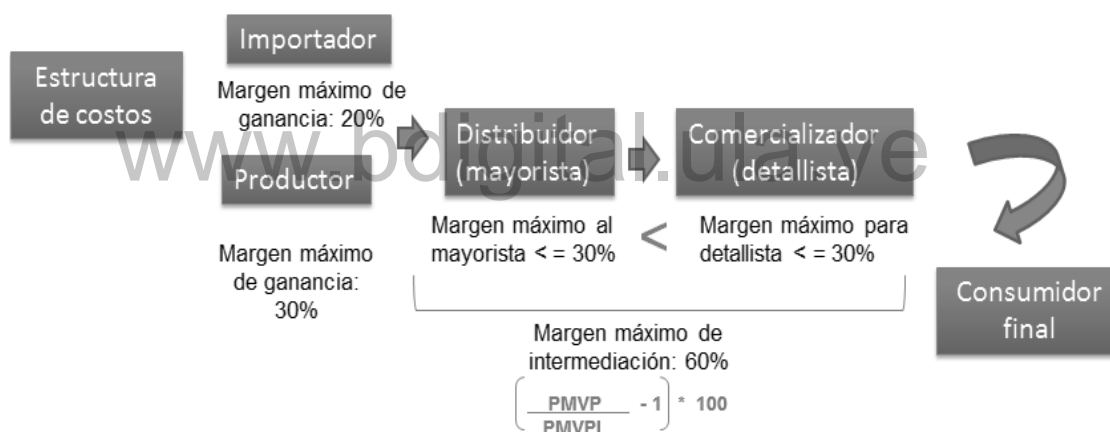 Importador
Estructura
de costos
Margen máximo de
ganancia: 20%
Productor
Margen máximo
de ganancia:
30%
Distribuidor
(mayorista)
Margen máximo al
mayorista < = 30%
<
Comercializador
(detallista)
Margen máximo para
detallista < = 30%
Consumidor
final
Margen máximo de
intermediación: 60%
PMVP - 1 * 100
PMVPI
www.bdigital.ula.ve